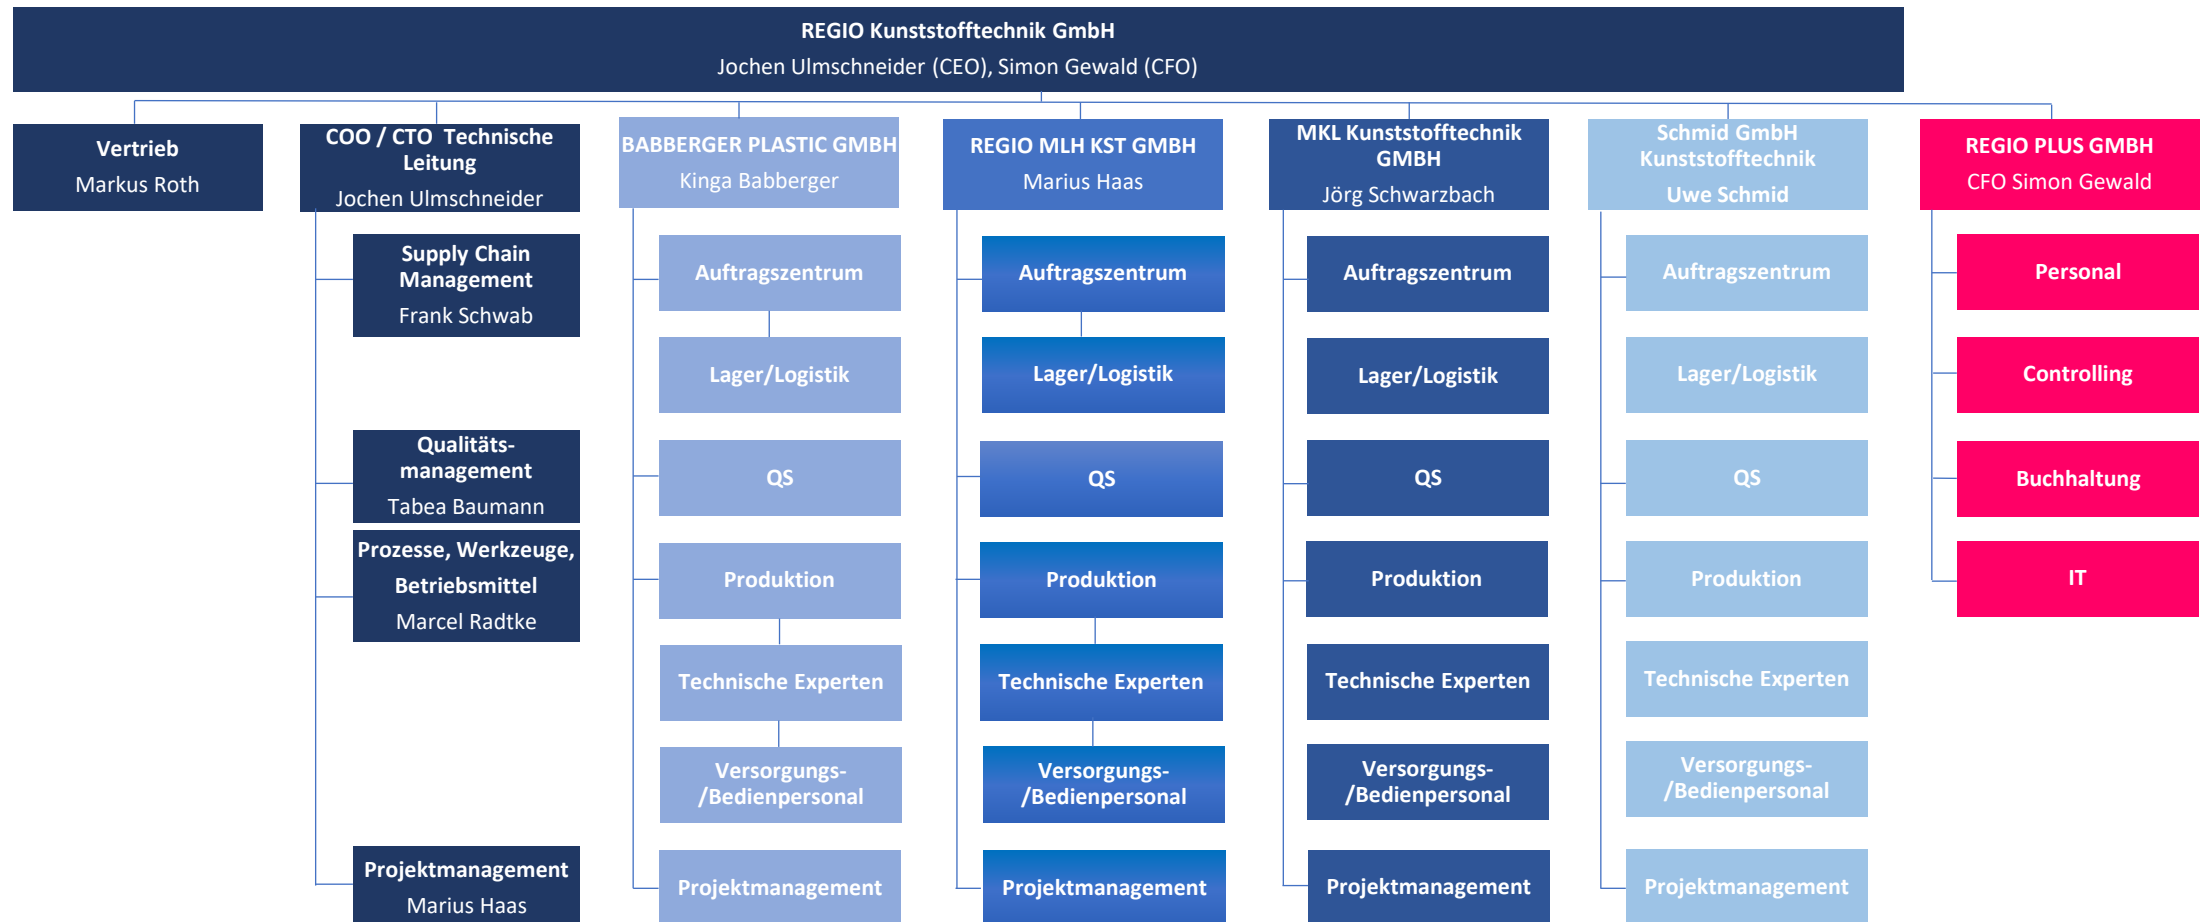 REGIO Kunststofftechnik GmbH
Jochen Ulmschneider (CEO), Simon Gewald (CFO)
Vertrieb
Markus Roth
COO / CTO  Technische
Leitung
Jochen Ulmschneider
Supply Chain
Management
Frank Schwab
Qualitäts-
management
Tabea Baumann
Prozesse, Werkzeuge,
Betriebsmittel
Marcel Radtke
Projektmanagement
Marius Haas
BABBERGER PLASTIC GMBH
Kinga Babberger
Auftragszentrum
Lager/Logistik
QS
Produktion
Technische Experten
Versorgungs-
/Bedienpersonal
Projektmanagement
REGIO MLH KST GMBH
Marius Haas
Auftragszentrum
Lager/Logistik
QS
Produktion
Technische Experten
Versorgungs-
/Bedienpersonal
Projektmanagement
MKL Kunststofftechnik
GMBH
Jörg Schwarzbach
Auftragszentrum
Lager/Logistik
QS
Produktion
Technische Experten
Versorgungs-
/Bedienpersonal
Projektmanagement
Schmid GmbH
Kunststofftechnik
Uwe Schmid
Auftragszentrum
Lager/Logistik
QS
Produktion
Technische Experten
Versorgungs-
/Bedienpersonal
Projektmanagement
REGIO PLUS GMBH
CFO Simon Gewald
Personal
Controlling
Buchhaltung
IT